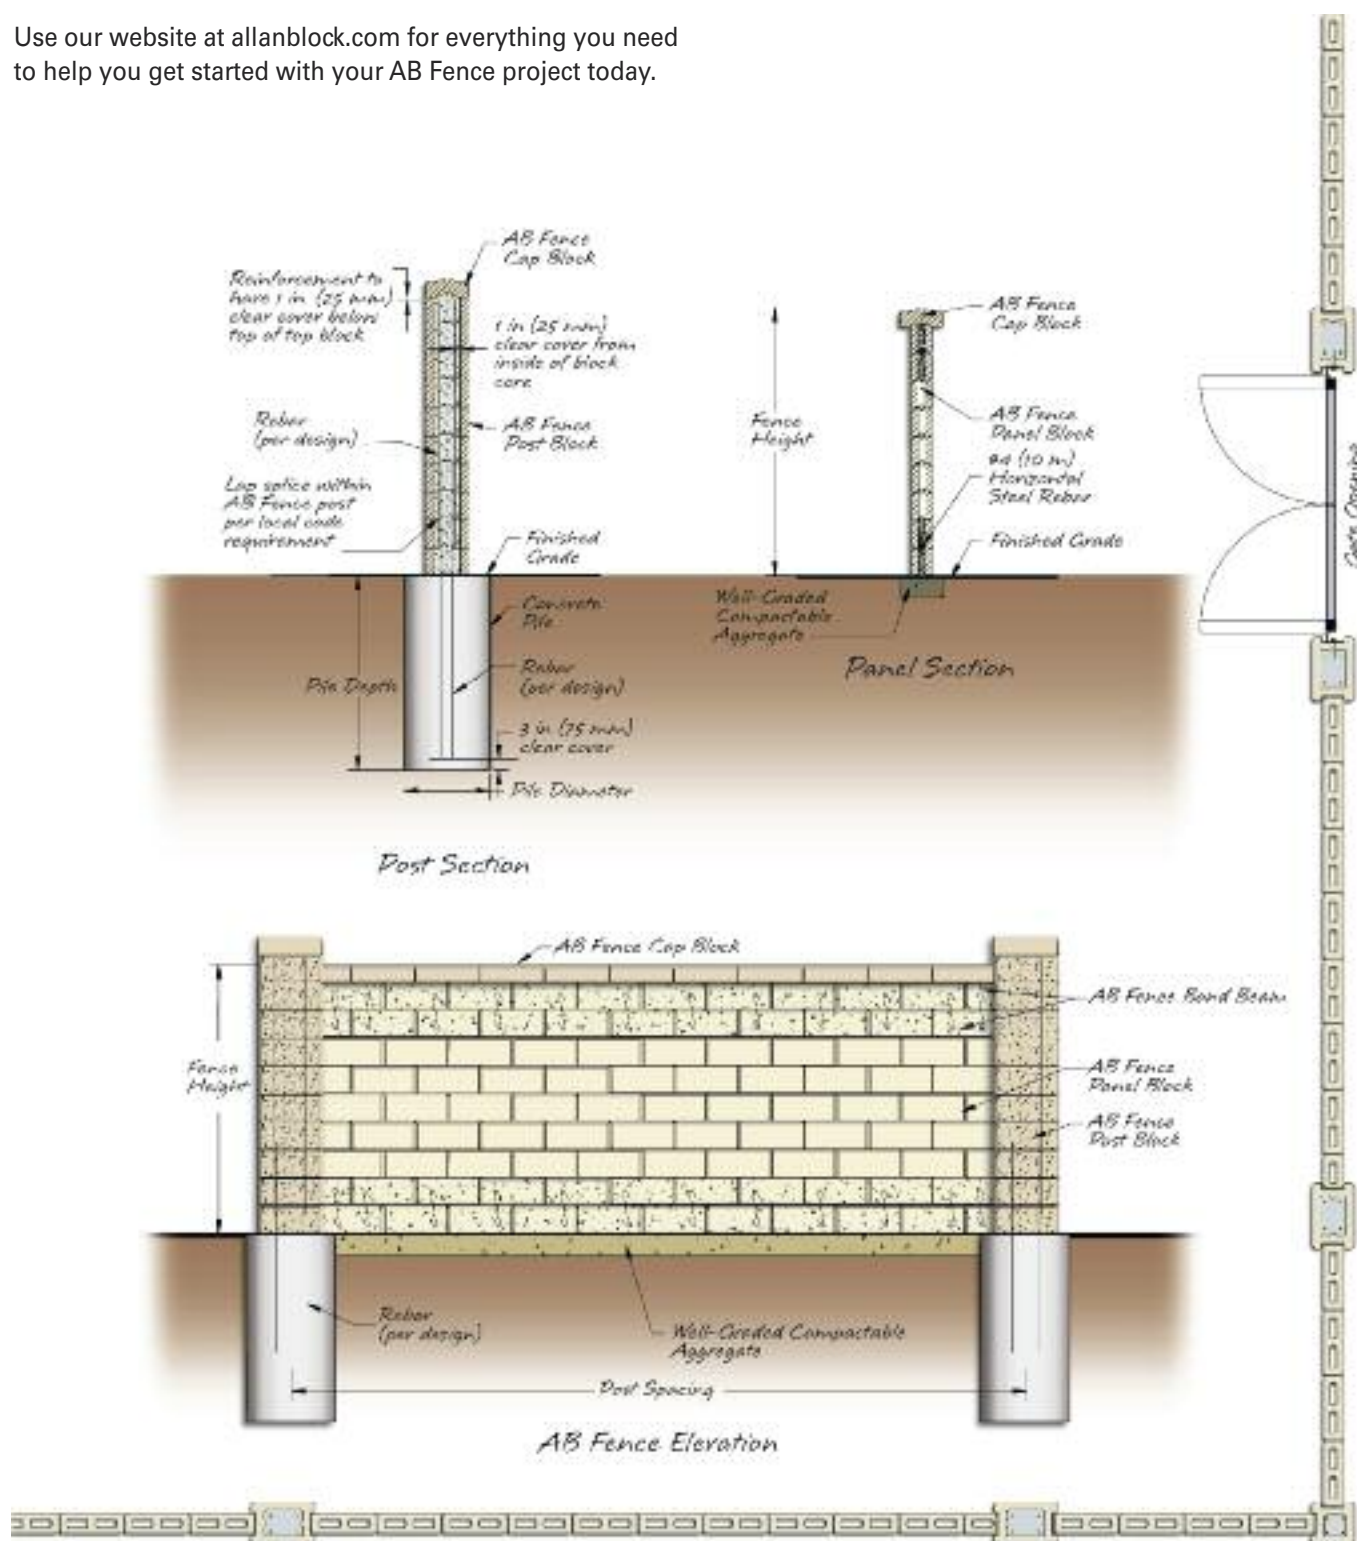 Use our website at allanblock.com for everything you need
to help you get started with your AB Fence project today.
AB Fence
Cap Block
Reinforcement to
have 1 in (25 mm)
clear cover below
top of top block
1 in (25 mm)
clear cover from
inside of block
core
Rebar
(per design)
AB Fence
Post Block
Lap splice within
AB Fence post
per local code
requirement
Finished
Grade
Concrete
Pile
Rebar
(per design)
Pile Depth
3 in (75 mm)
clear cover
Pile Diameter
Post Section
AB Fence
Cap Block
Fence
Height
AB Fence
Panel Block
#4 (10 m)
Horizontal
Steel Rebar
Finished Grade
Well-Graded
Compactable
Aggregate
Panel Section
Gate Opening
AB Fence Cap Block
AB Fence Bond Beam
Fence
Height
AB Fence
Panel Block
AB Fence
Post Block
Rebar
(per design)
Well-Graded Compactable
Aggregate
Post Spacing
AB Fence Elevation